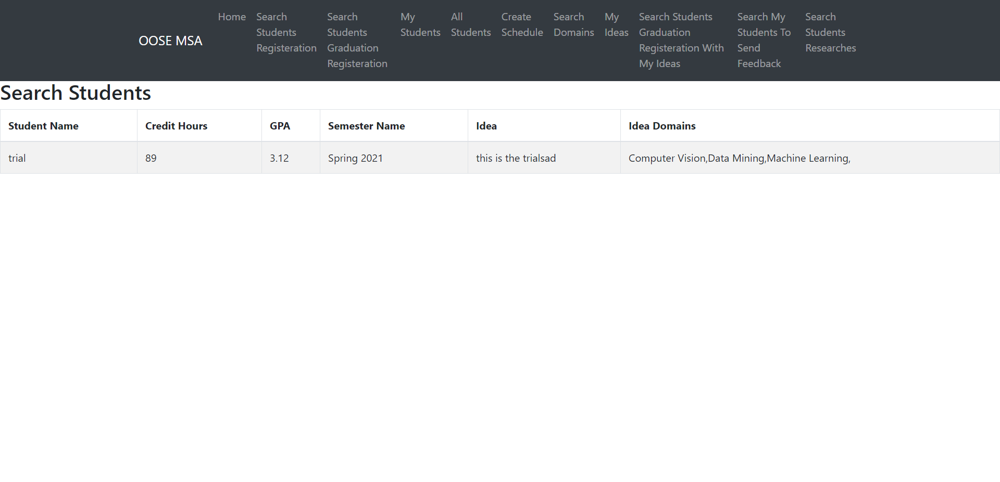 OOSE MSA
Home
Search
Students
Registeration
Search
Students
Graduation
Registeration
My
Students
All
Students
Create
Schedule
Search
Domains
My
Ideas
Search Students
Graduation
Registeration With
My Ideas
Search My
Students To
Send
Feedback
Search
Students
Researches
Search Students
Student Name Credit Hours GPA Semester Name Idea Idea Domains
trial 89 3.12 Spring 2021 this is the trialsad Computer Vision,Data Mining,Machine Learning,